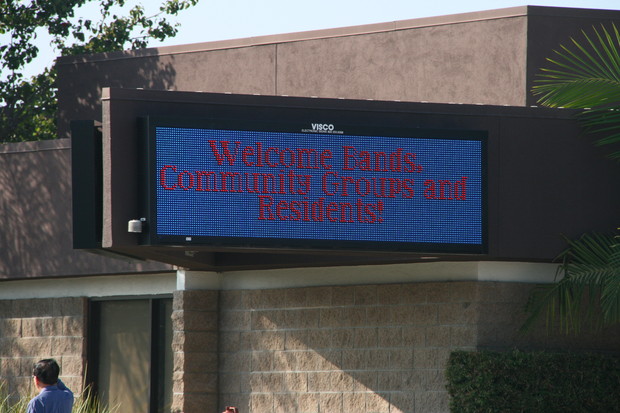 VISCO
Welcome Bands,
Community Groups and
Residents!